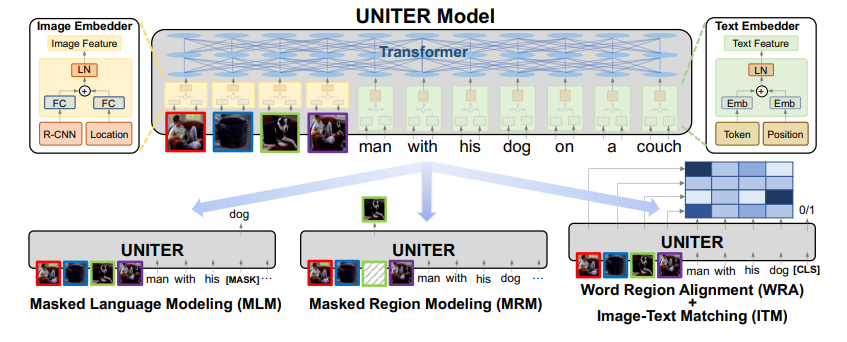 UNITER Model
Image Embedder
Image Feature
LN
+
FC
FC
R-CNN
Location
Transformer
man with his dog on a couch
Text Embedder
Text Feature
LN
+
Emb
Emb
Token
Position
dog
UNITER
man with his [MASK] ...
Masked Language Modeling (MLM)
UNITER
man with his dog ...
Masked Region Modeling (MRM)
0/1
UNITER
man with his dog [CLS]
Word Region Alignment (WRA)
+
Image-Text Matching (ITM)